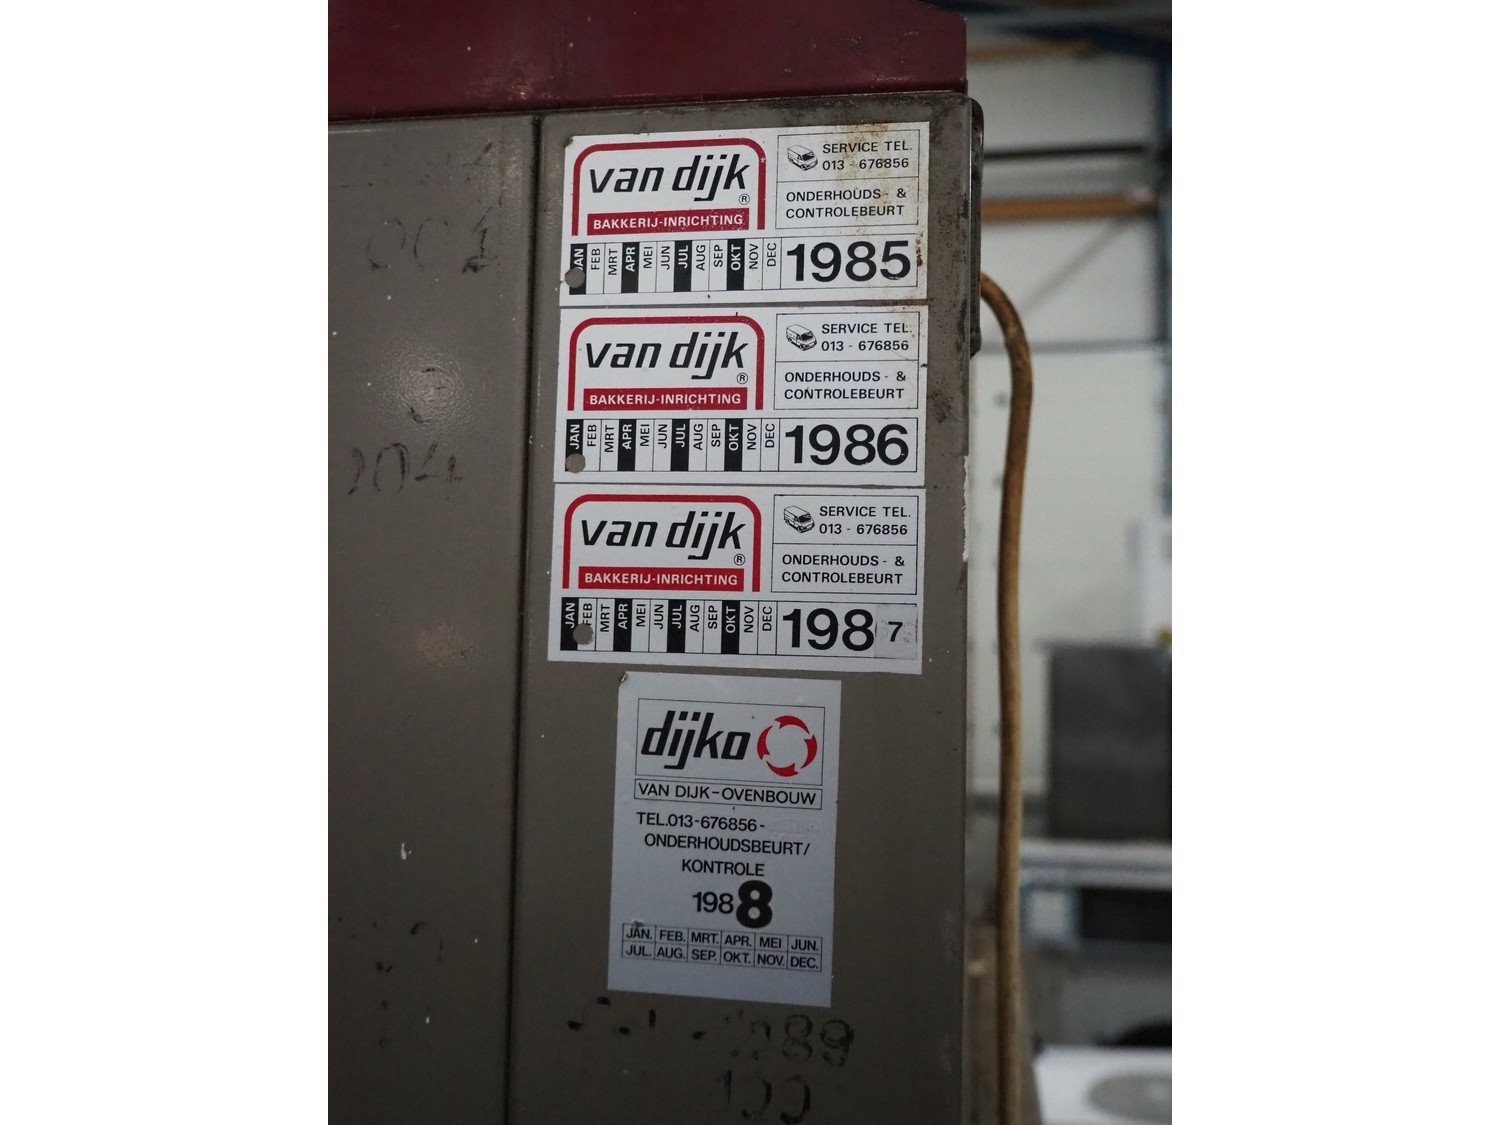 van dijk ®
BAKKERIJ-INRICHTING
SERVICE TEL.
013 - 676856
ONDERHOUDS - &
CONTROLEBEURT
JAN FEB MRT APR MEI JUN JUL AUG SEP OKT NOV DEC 1985
van dijk ®
BAKKERIJ-INRICHTING
SERVICE TEL.
013 - 676856
ONDERHOUDS - &
CONTROLEBEURT
JAN FEB MRT APR MEI JUN JUL AUG SEP OKT NOV DEC 1986
van dijk ®
BAKKERIJ-INRICHTING
SERVICE TEL.
013 - 676856
ONDERHOUDS - &
CONTROLEBEURT
JAN FEB MRT APR MEI JUN JUL AUG SEP OKT NOV DEC 1987
dijko
VAN DIJK-OVENBOUW
TEL.013-676856-
ONDERHOUDSBEURT/
KONTROLE
1988
JAN. FEB. MRT. APR. MEI JUN.
JUL. AUG. SEP. OKT. NOV. DEC.